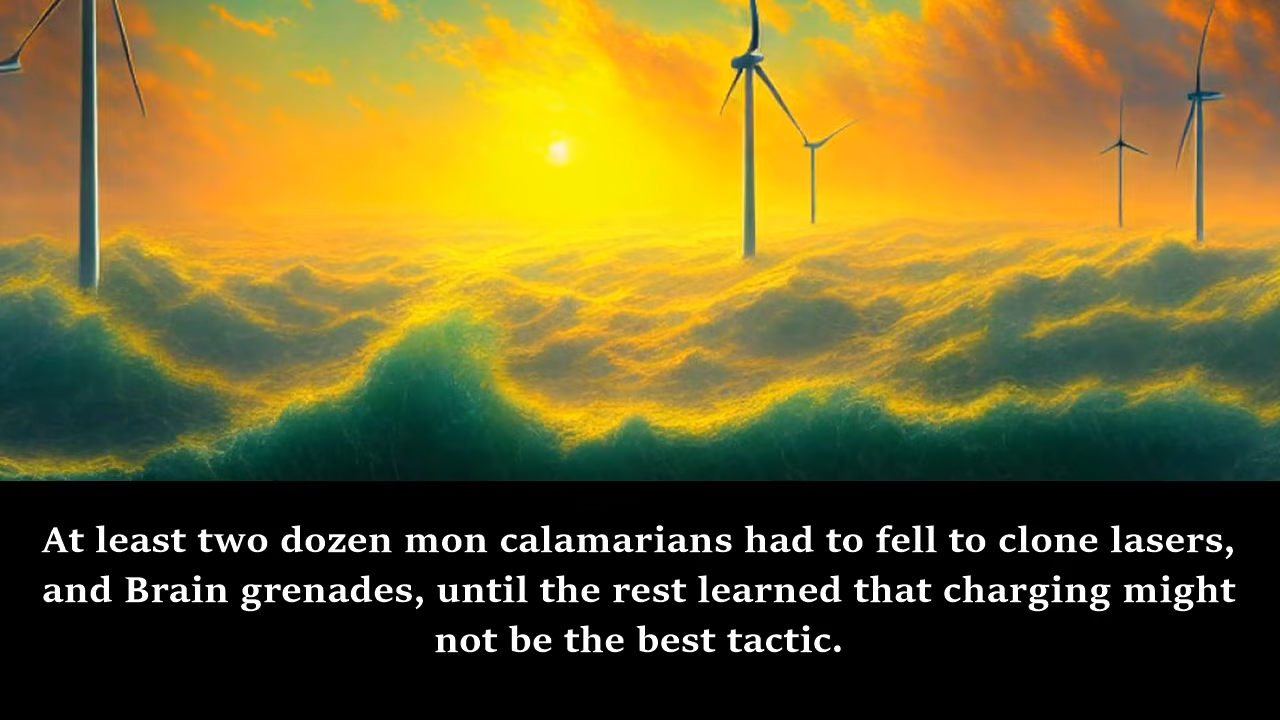 At least two dozen mon calamarians had to fell to clone lasers,
and Brain grenades, until the rest learned that charging might
not be the best tactic.